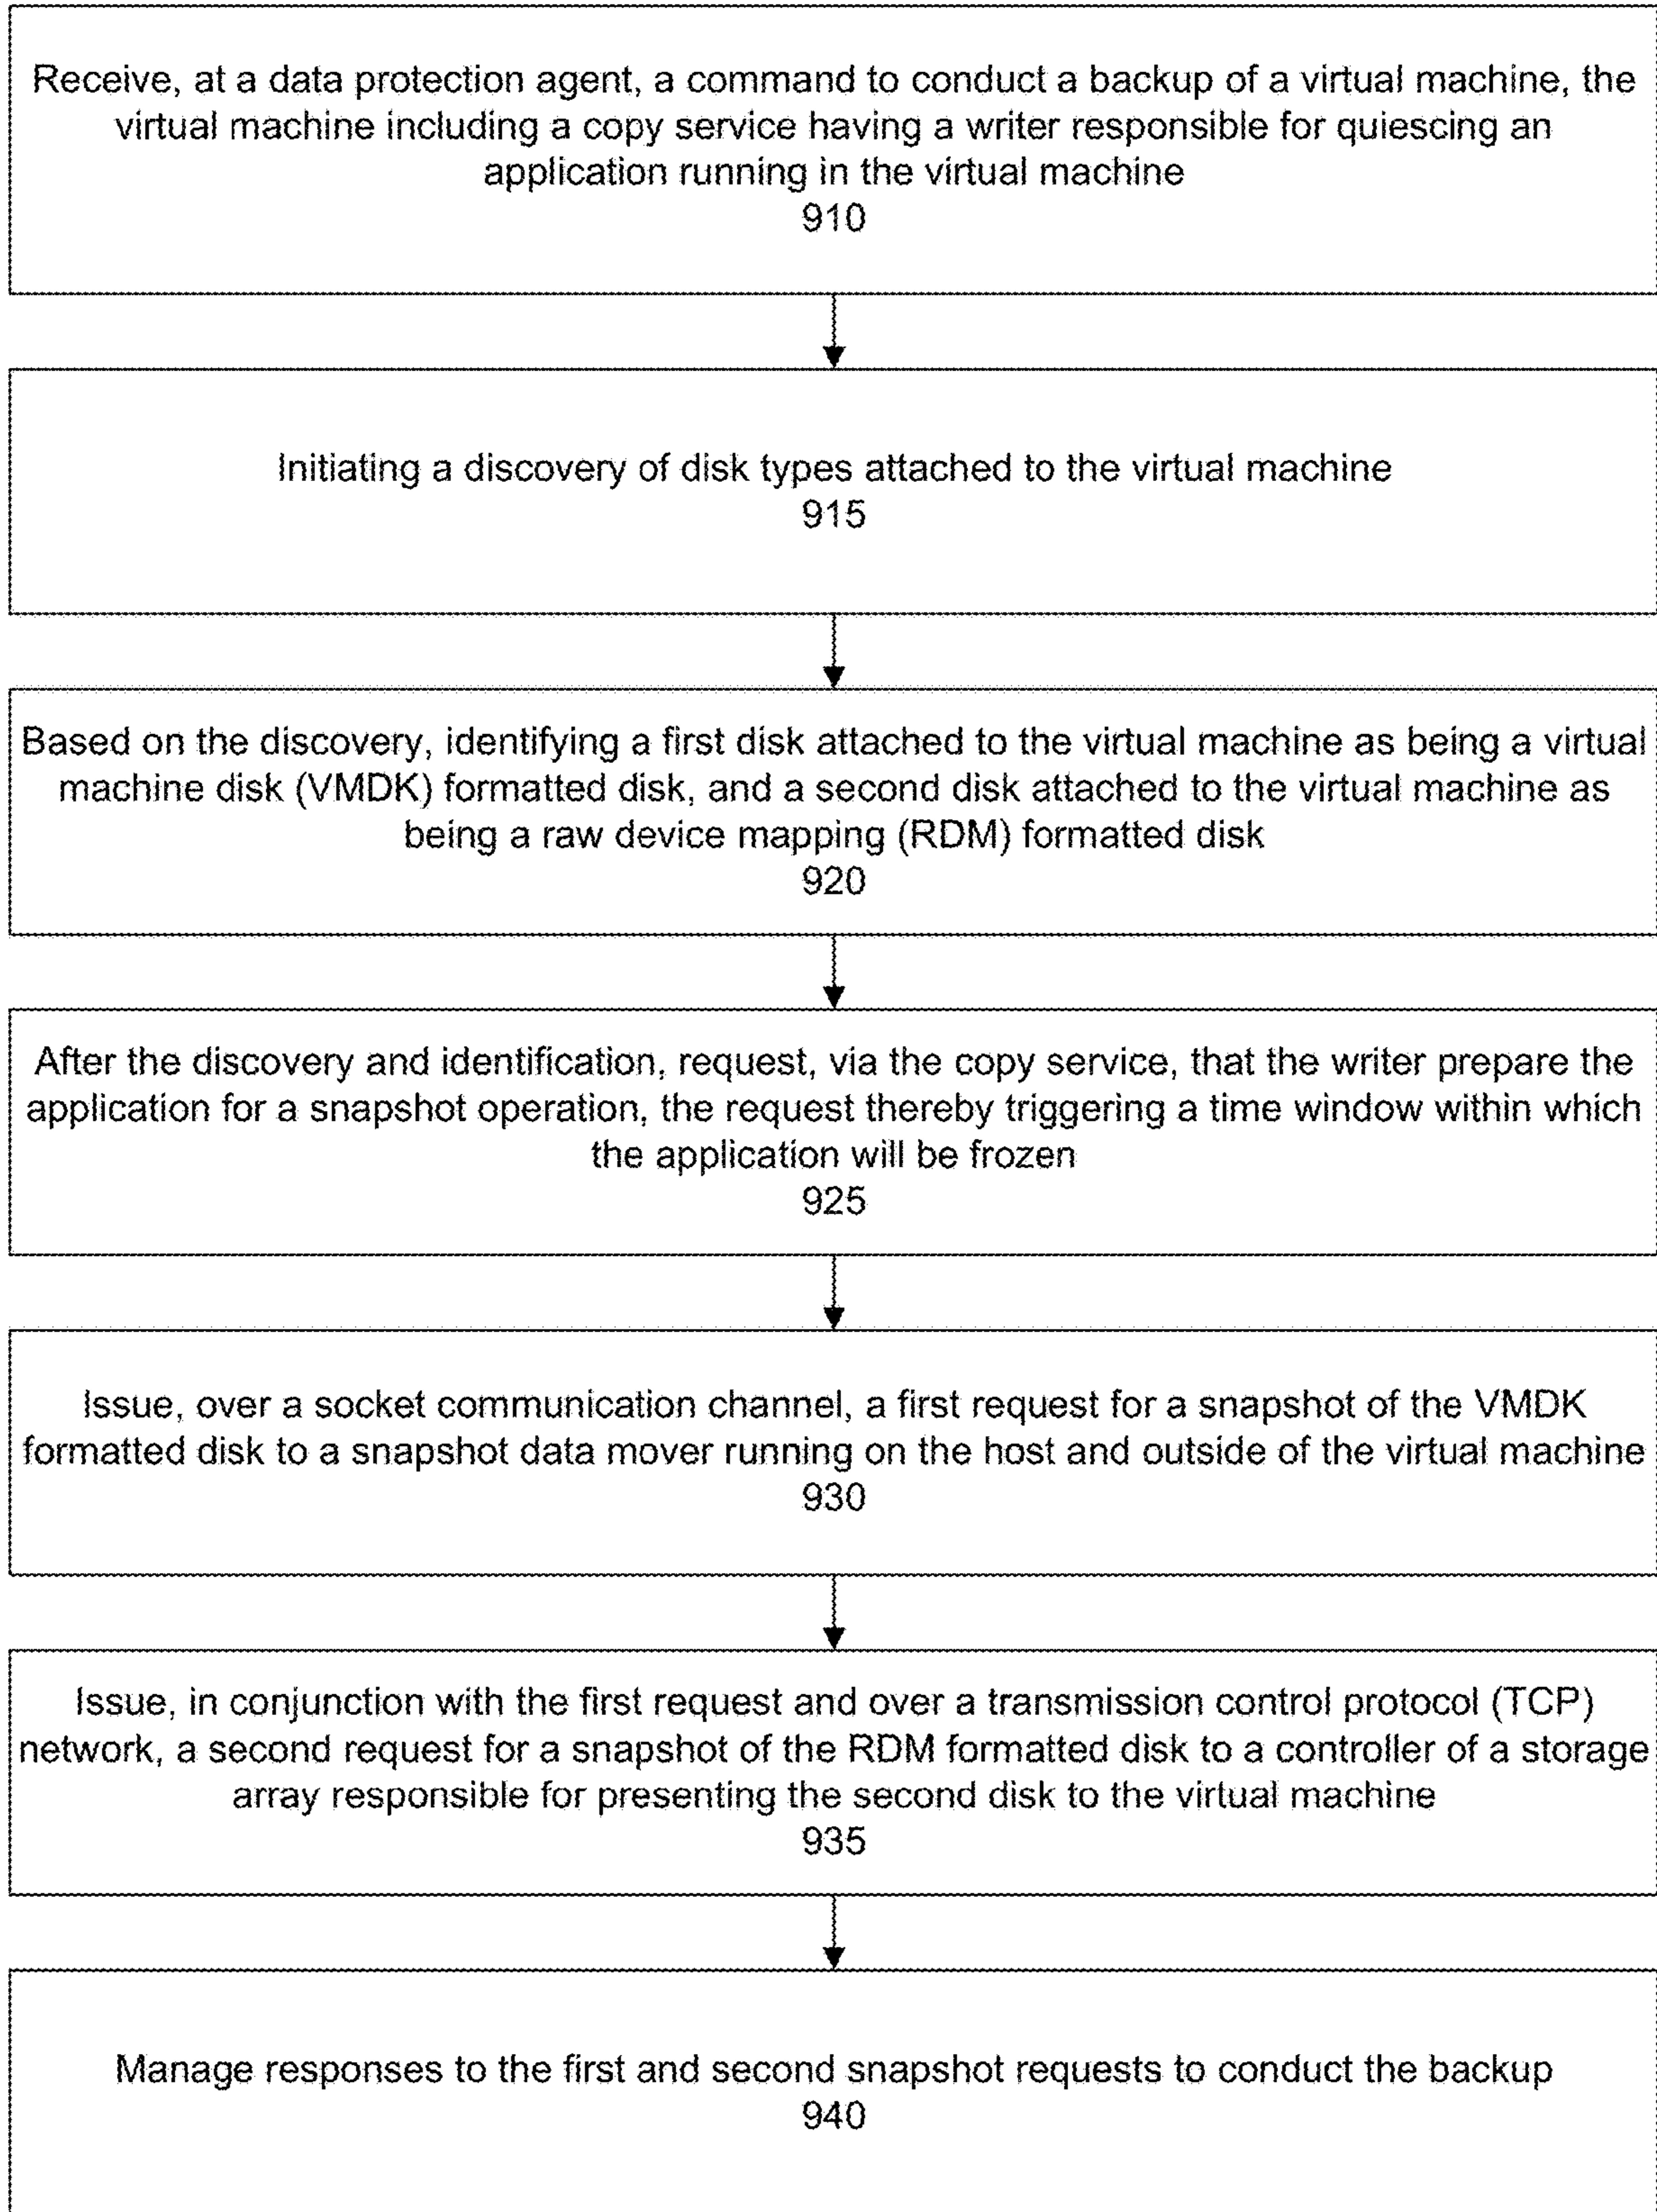 Receive, at a data protection agent, a command to conduct a backup of a virtual machine, the
virtual machine including a copy service having a writer responsible for quiescing an
application running in the virtual machine
910
Initiating a discovery of disk types attached to the virtual machine
915
Based on the discovery, identifying a first disk attached to the virtual machine as being a virtual
machine disk (VMDK) formatted disk, and a second disk attached to the virtual machine as
being a raw device mapping (RDM) formatted disk
920
After the discovery and identification, request, via the copy service, that the writer prepare the
application for a snapshot operation, the request thereby triggering a time window within which
the application will be frozen
925
Issue, over a socket communication channel, a first request for a snapshot of the VMDK
formatted disk to a snapshot data mover running on the host and outside of the virtual machine
930
Issue, in conjunction with the first request and over a transmission control protocol (TCP)
network, a second request for a snapshot of the RDM formatted disk to a controller of a storage
array responsible for presenting the second disk to the virtual machine
935
Manage responses to the first and second snapshot requests to conduct the backup
940